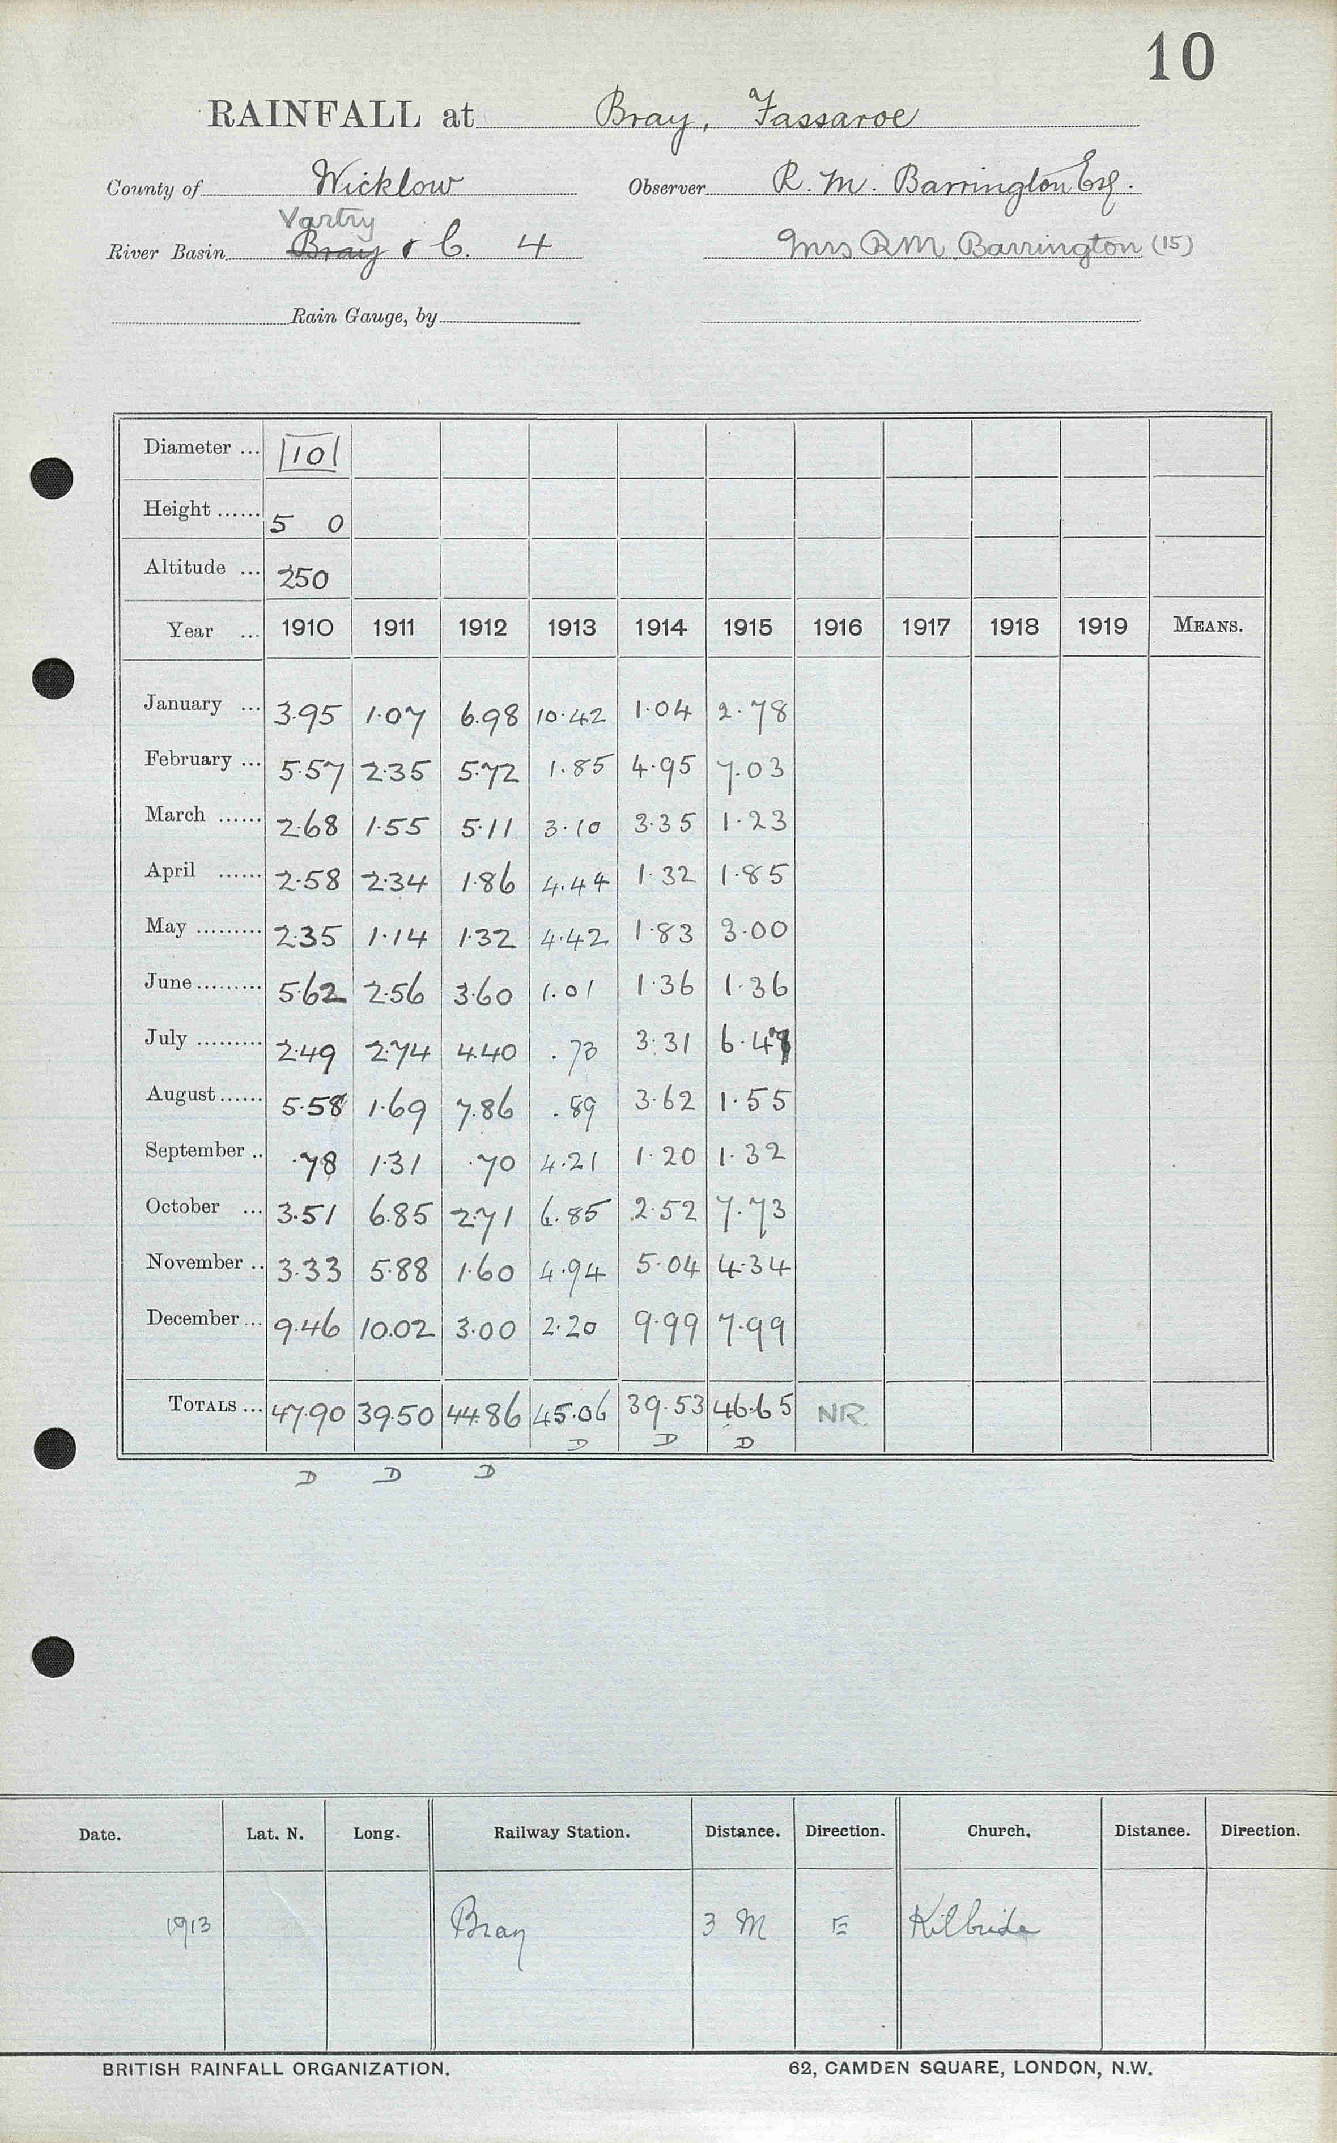 10
RAINFALL at Bray, Fassaroe
County of Wicklow Observer R. M. Barrington Esq.
Vartry
River Basin Bray & C. 4 Mrs R M Barrington (15)
Rain Gauge, by
Diameter ... 10
Height ...... 5 0
Altitude ... 250
Year ... 1910 1911 1912 1913 1914 1915 1916 1917 1918 1919 MEANS.
January ... 3.95 1.07 6.98 10.42 1.04 2.78
February ... 5.57 2.35 5.72 1.85 4.95 7.03
March ...... 2.68 1.55 5.11 3.10 3.35 1.23
April ...... 2.58 2.34 1.86 4.44 1.32 1.85
May ......... 2.35 1.14 1.32 4.42 1.83 3.00
June ......... 5.62 2.56 3.60 1.01 1.36 1.36
July ......... 2.49 2.74 4.40 .73 3.31 6.47
August ...... 5.58 1.69 7.86 .89 3.62 1.55
September .. .78 1.31 .70 4.21 1.20 1.32
October ... 3.51 6.85 2.71 6.85 2.52 7.73
November .. 3.33 5.88 1.60 4.94 5.04 4.34
December ... 9.46 10.02 3.00 2.20 9.99 7.99
TOTALS ... 47.90 39.50 44.86 45.06 39.53 46.65 NR
D D D
D D D
Date. Lat. N. Long. Railway Station. Distance. Direction. Church. Distance. Direction.
1913 Bray 3 M E Kilbride
BRITISH RAINFALL ORGANIZATION. 62, CAMDEN SQUARE, LONDON, N.W.